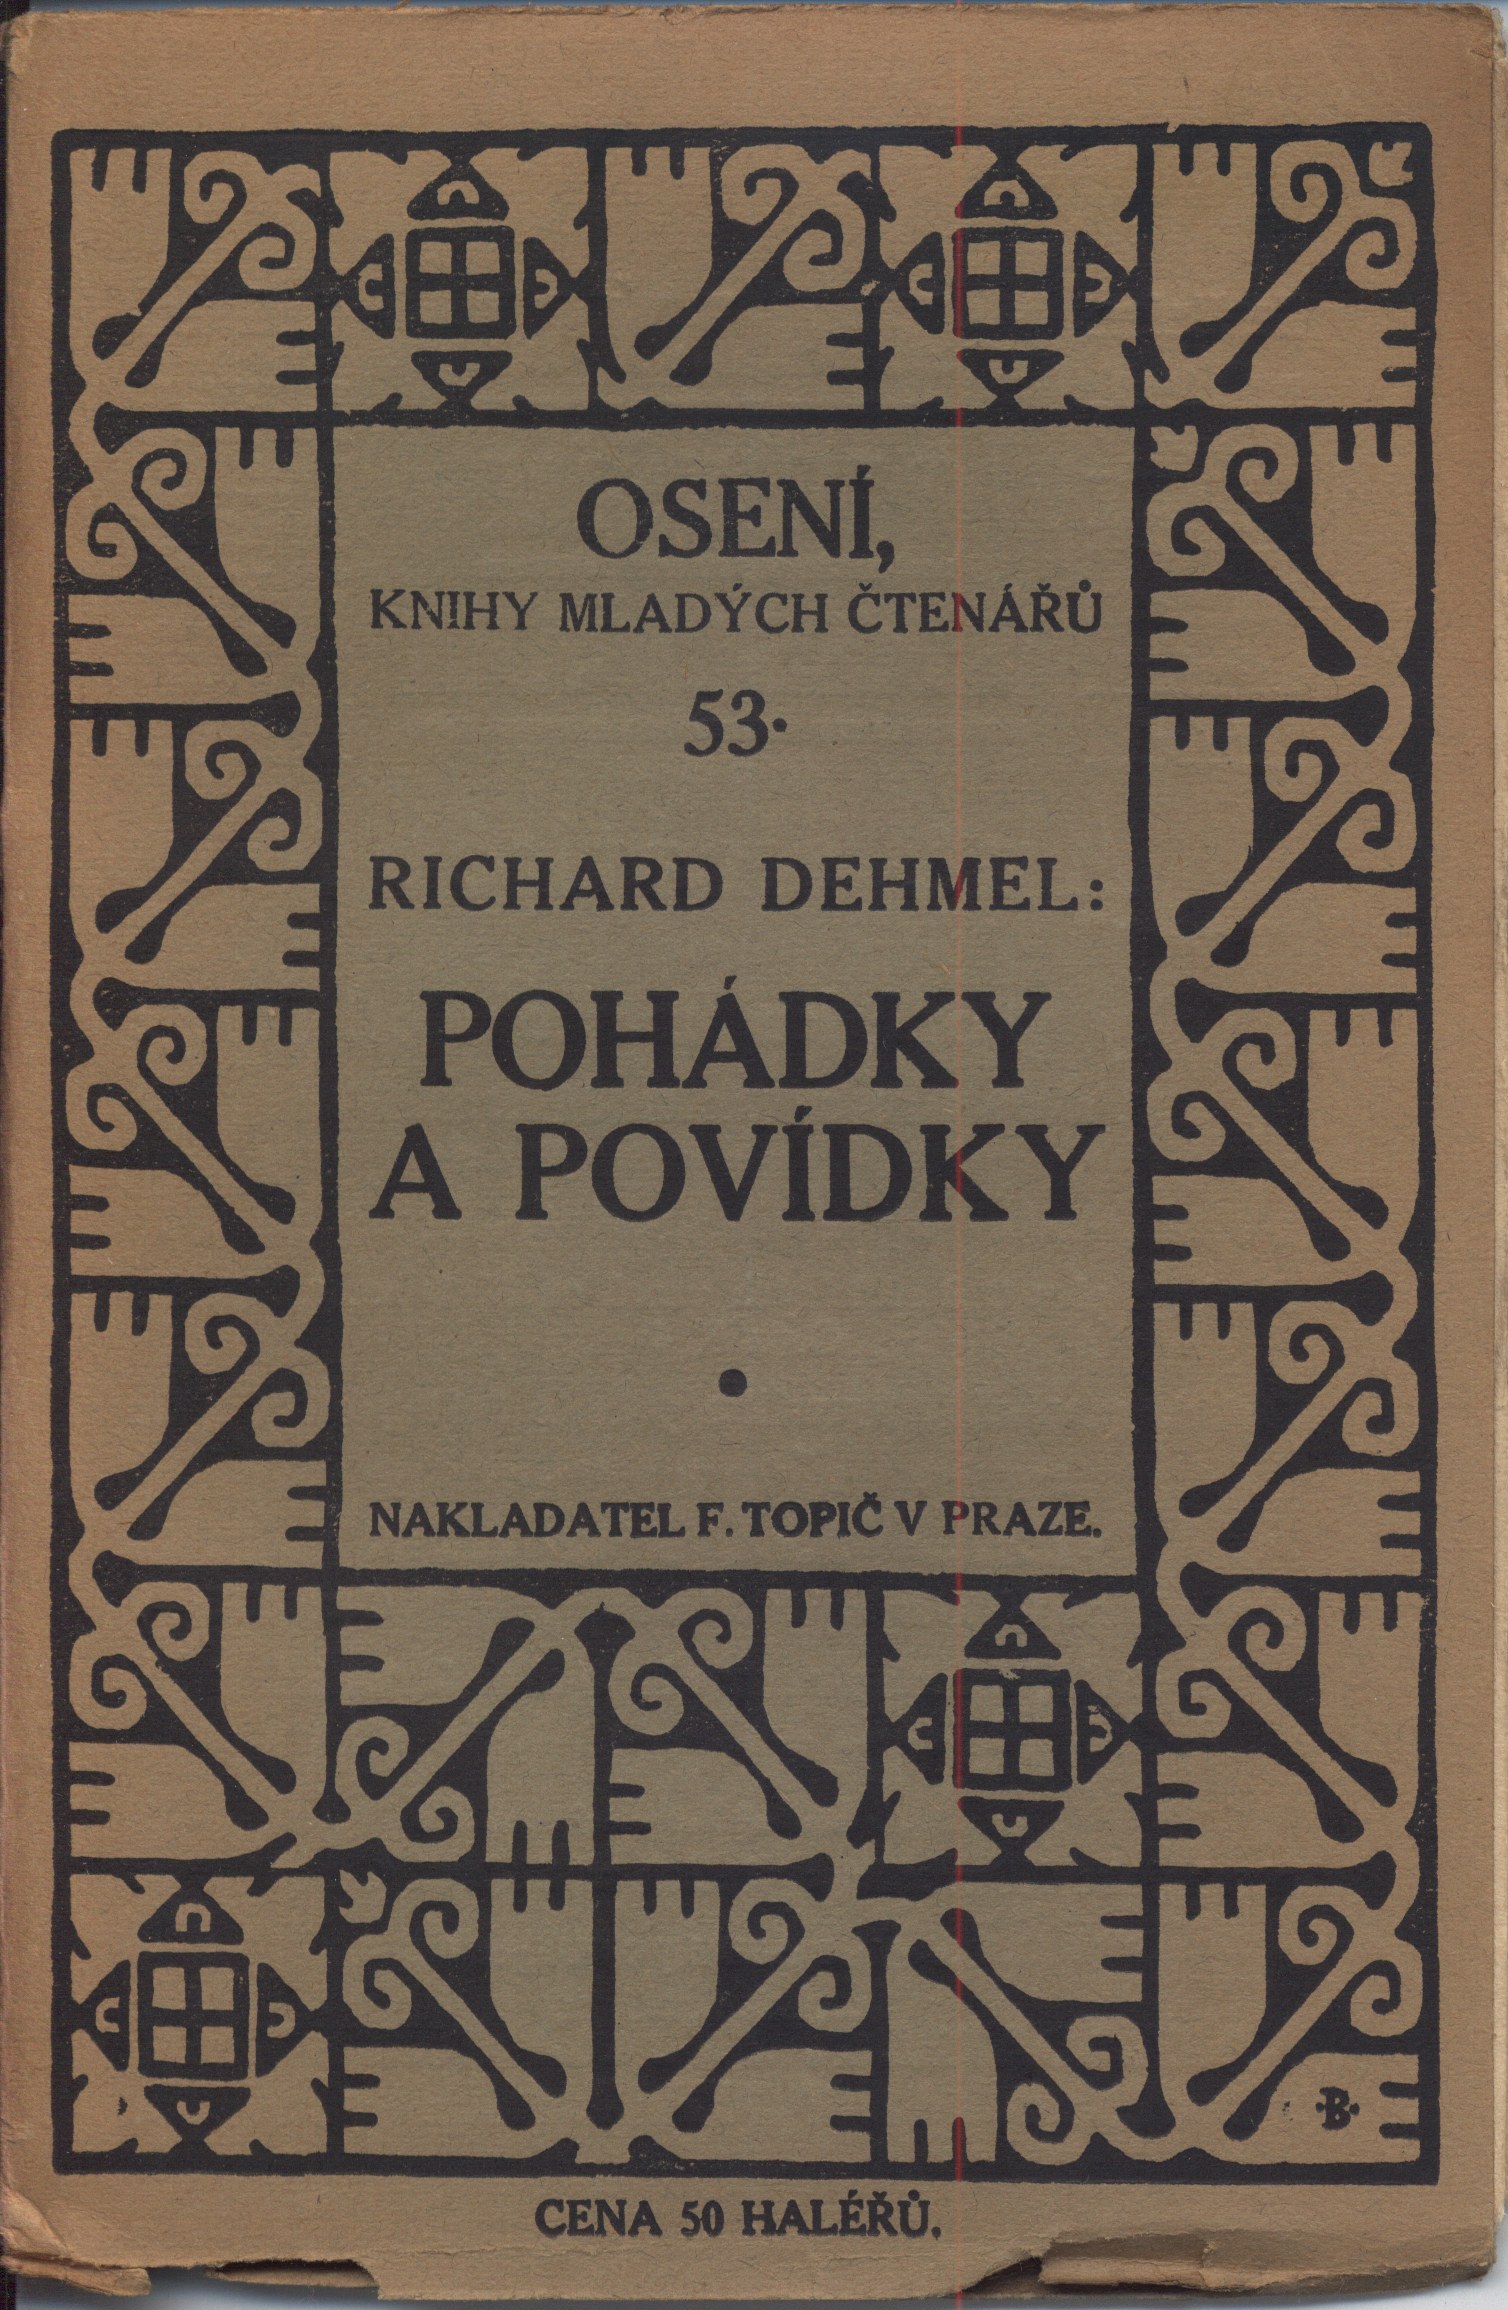 OSENÍ,
KNIHY MLADÝCH ČTENÁŘŮ
53.
RICHARD DEHMEL:
POHÁDKY
A POVÍDKY
NAKLADATEL F. TOPIČ V PRAZE.
·B·
CENA 50 HALÉŘŮ.